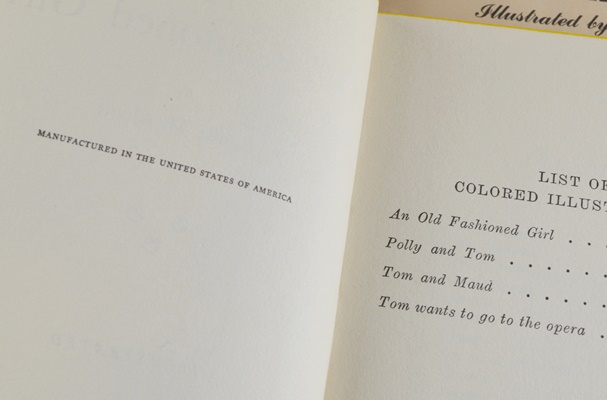 MANUFACTURED IN THE UNITED STATES OF AMERICA
Illustrated by
LIST OF
COLORED
An Old Fashioned Girl . . .
Polly and Tom . . . . . .
Tom and Maud . . . . . .
Tom wants to go to the opera .